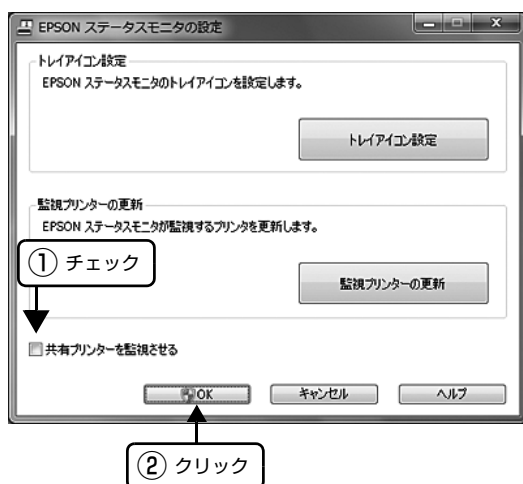 EPSON ステータスモニタの設定
トレイアイコン設定
EPSON ステータスモニタのトレイアイコンを設定します。
トレイアイコン設定
監視プリンターの更新
EPSON ステータスモニタが監視するプリンタを更新します。
① チェック
監視プリンターの更新
共有プリンターを監視させる
OK
キャンセル
ヘルプ
② クリック